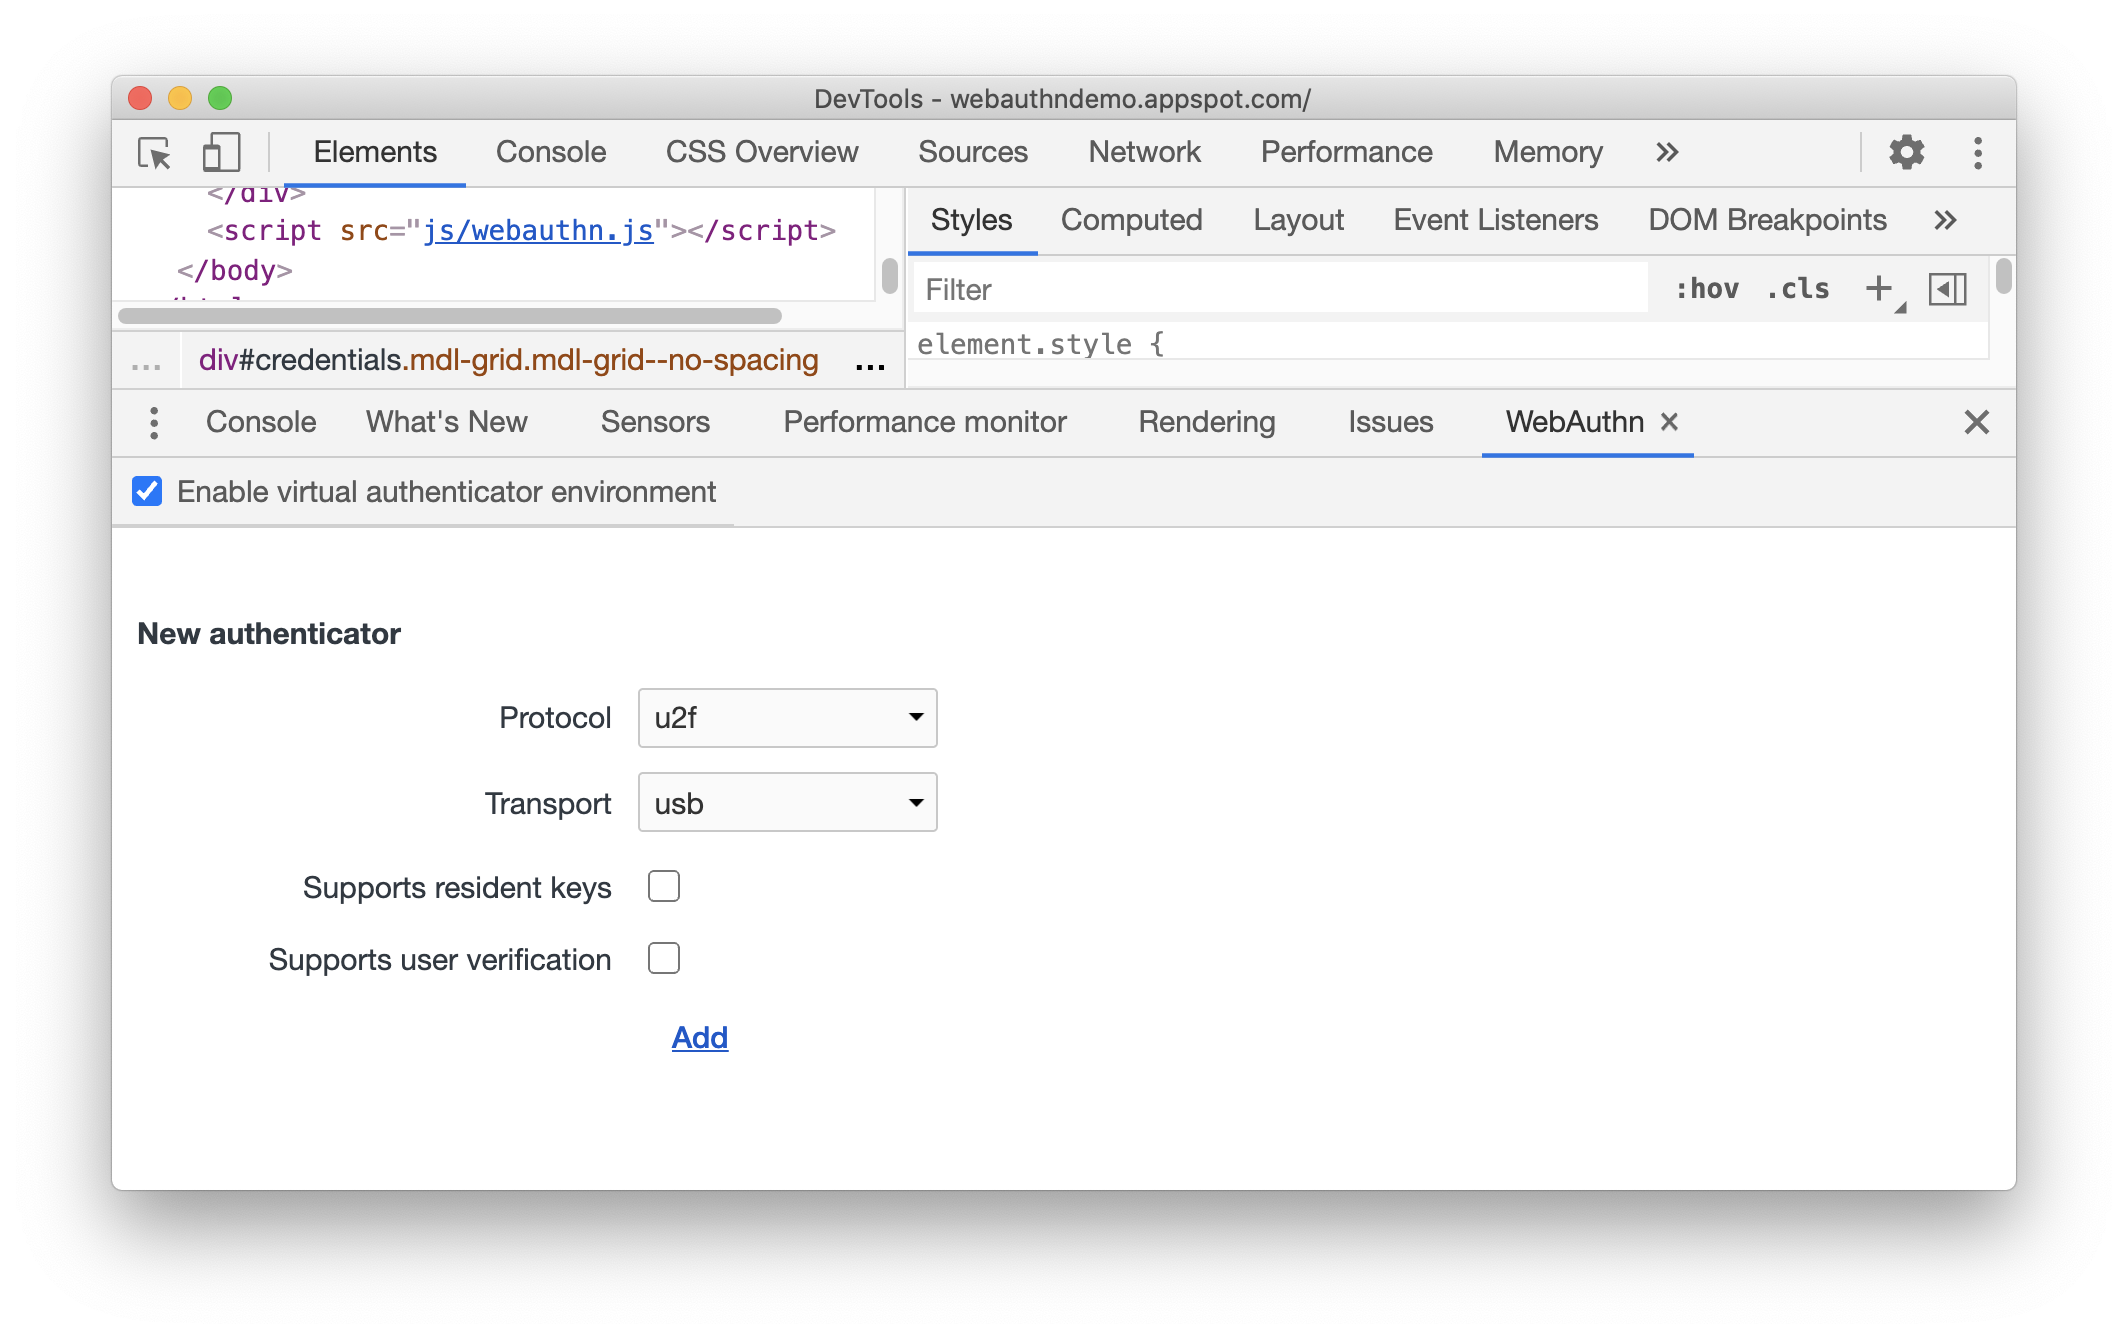 DevTools - webauthndemo.appspot.com/
Elements Console CSS Overview Sources Network Performance Memory »
</div>
<script src="js/webauthn.js"></script>
</body>
... div#credentials.mdl-grid.mdl-grid--no-spacing ...
Styles Computed Layout Event Listeners DOM Breakpoints »
Filter :hov .cls +
element.style {
Console What's New Sensors Performance monitor Rendering Issues WebAuthn ×
Enable virtual authenticator environment
New authenticator
Protocol u2f
Transport usb
Supports resident keys
Supports user verification
Add